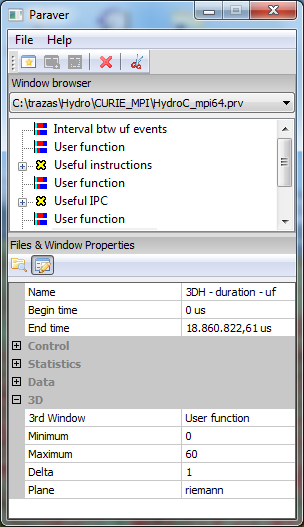 Paraver
File Help
Window browser
C:\trazas\Hydro\CURIE_MPI\HydroC_mpi64.prv
Interval btw uf events
User function
Useful instructions
User function
Useful IPC
User function
Files & Window Properties
Name 3DH - duration - uf
Begin time 0 us
End time 18.860.822,61 us
Control
Statistics
Data
3D
3rd Window User function
Minimum 0
Maximum 60
Delta 1
Plane riemann